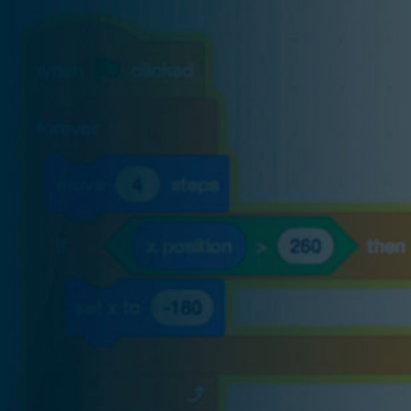 when clicked
forever
move 4 steps
if x position > 260 then
set x to -180